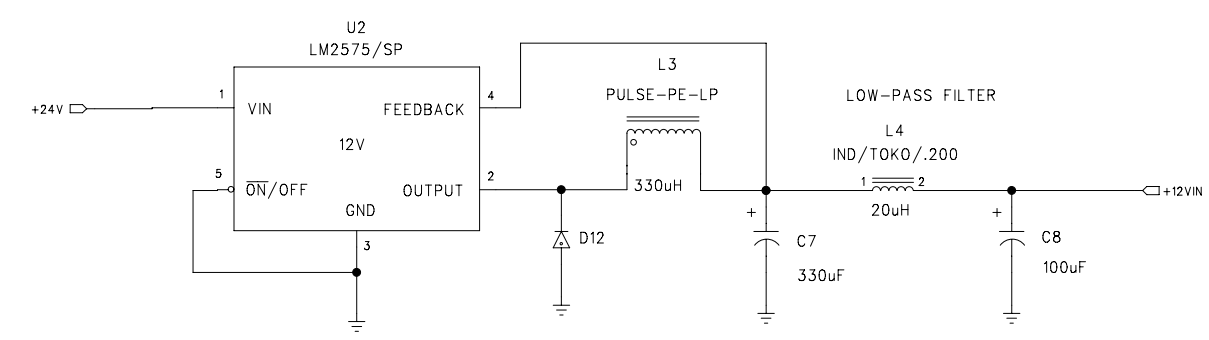 U2
LM2575/SP
+24V
1
VIN
FEEDBACK
4
12V
5
ON/OFF
OUTPUT
2
GND
3
D12
L3
PULSE-PE-LP
330uH
+
C7
330uF
LOW-PASS FILTER
L4
IND/TOKO/.200
1
2
20uH
+
C8
100uF
+12VIN